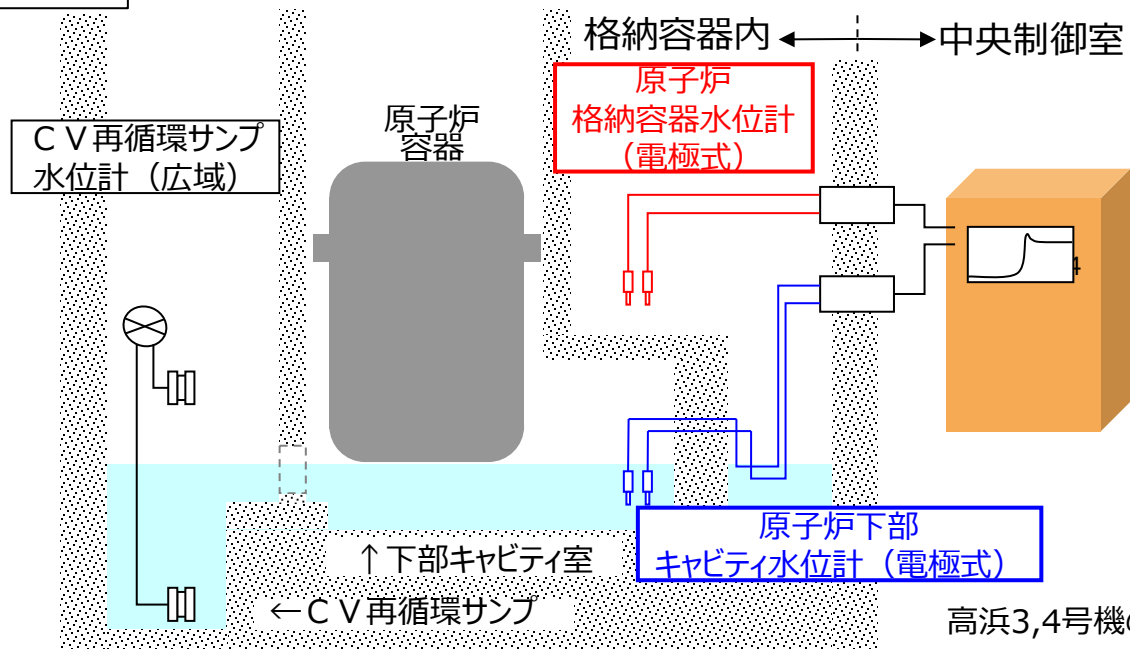 格納容器内
中央制御室
原子炉
格納容器水位計
（電極式）
ＣＶ再循環サンプ
水位計（広域）
原子炉
容器
4
原子炉下部
キャビティ水位計（電極式）
↑下部キャビティ室
←ＣＶ再循環サンプ
高浜3,4号機